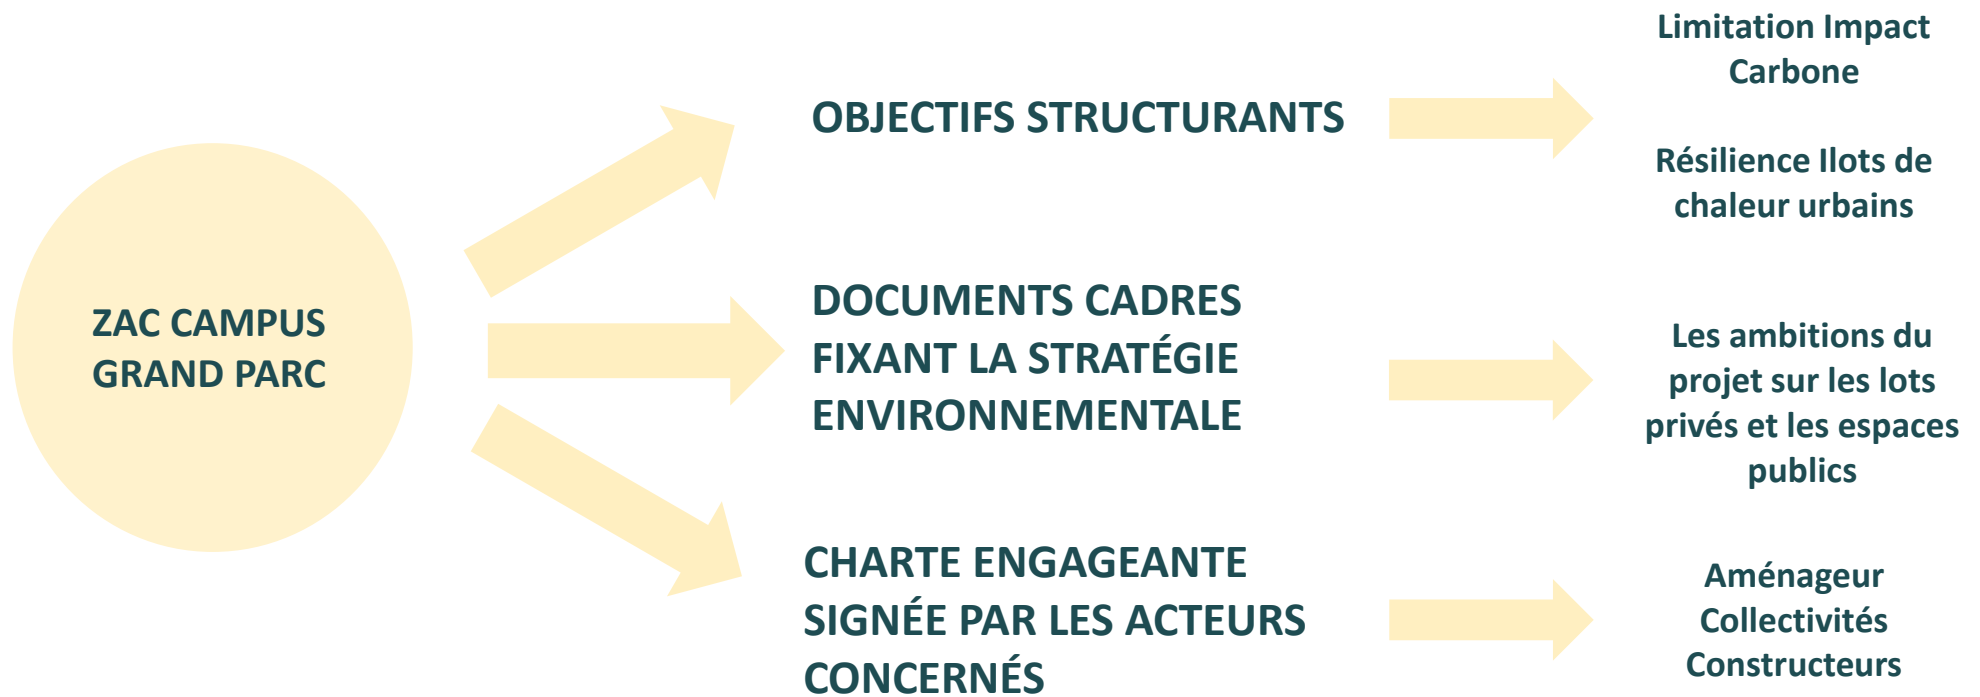 ZAC CAMPUS
GRAND PARC
OBJECTIFS STRUCTURANTS
Limitation Impact
Carbone
Résilience Ilots de
chaleur urbains
DOCUMENTS CADRES
FIXANT LA STRATÉGIE
ENVIRONNEMENTALE
Les ambitions du
projet sur les lots
privés et les espaces
publics
CHARTE ENGAGEANTE
SIGNÉE PAR LES ACTEURS
CONCERNÉS
Aménageur
Collectivités
Constructeurs